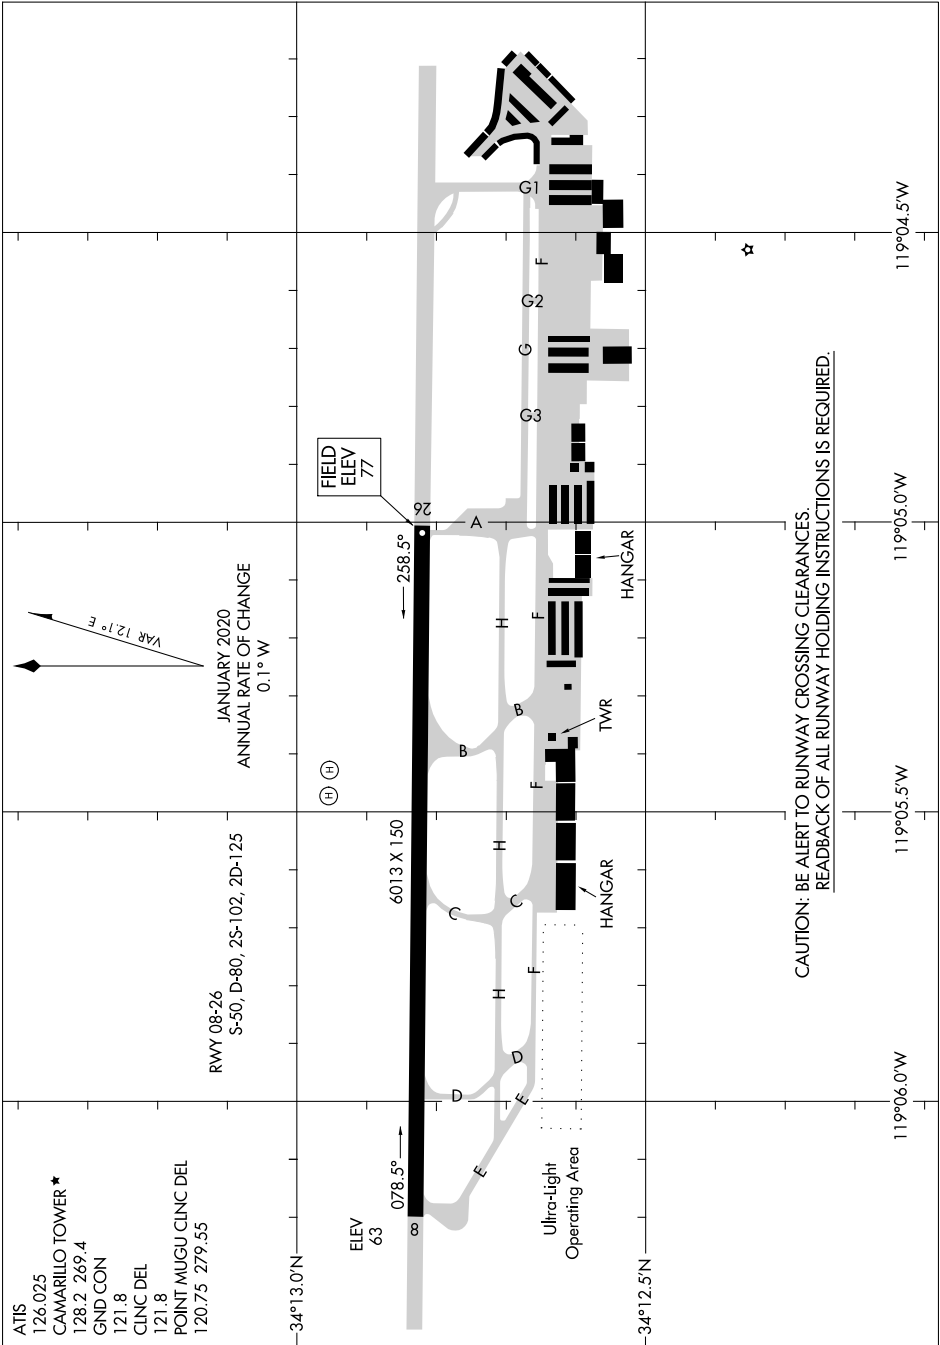 ATIS
126.025
CAMARILLO TOWER
128.2 269.4
GND CON
121.8
CLNC DEL
121.8
POINT MUGU CLNC DEL
120.75 279.55
RWY 08-26
S-50, D-80, 2S-102, 2D-125
VAR 12.1° E
JANUARY 2020
ANNUAL RATE OF CHANGE
0.1° W
H
H
34°13.0'N
ELEV
63
8
078.5°
6013 X 150
258.5°
26
FIELD
ELEV
77
E
D
C
B
A
H
H
H
E
D
C
B
F
F
F
G3
G
G2
F
G1
Ultra-Light
Operating Area
HANGAR
TWR
HANGAR
34°12.5'N
CAUTION: BE ALERT TO RUNWAY CROSSING CLEARANCES.
READBACK OF ALL RUNWAY HOLDING INSTRUCTIONS IS REQUIRED.
119°06.0'W
119°05.5'W
119°05.0'W
119°04.5'W